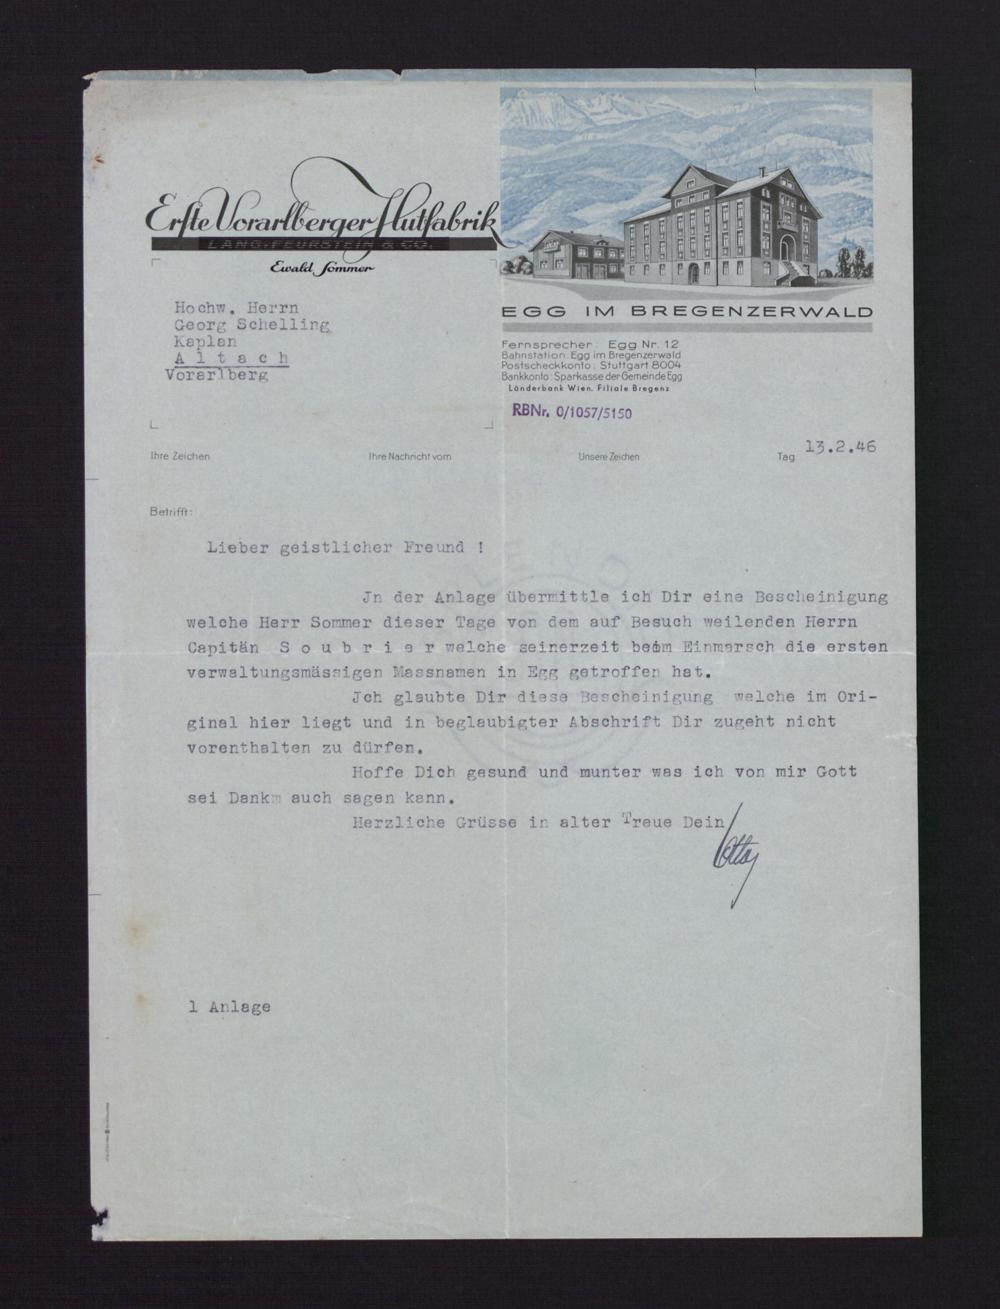 Erste Vorarlberger Hutfabrik
LANG, FEURSTEIN & CO.
Ewald Sommer
EGG IM BREGENZERWALD
Fernsprecher: Egg Nr. 12
Bahnstation: Egg im Bregenzerwald
Postscheckkonto: Stuttgart 8004
Bankkonto: Sparkasse der Gemeinde Egg
Länderbank Wien, Filiale Bregenz
RBNr. 0/1057/5150
Hochw. Herrn
Georg Schelling
Kaplan
A l t a c h
Vorarlberg
Ihre Zeichen
Ihre Nachricht vom
Unsere Zeichen
Tag 13.2.46
Betrifft:
Lieber geistlicher Freund !
Jn der Anlage übermittle ich Dir eine Bescheinigung
welche Herr Sommer dieser Tage von dem auf Besuch weilenden Herrn
Capitän S o u b r i e r welche seinerzeit beim Einmarsch die ersten
verwaltungsmässigen Massnamen in Egg getroffen hat.
Jch glaubte Dir diese Bescheinigung welche im Ori-
ginal hier liegt und in beglaubigter Abschrift Dir zugeht nicht
vorenthalten zu dürfen.
Hoffe Dich gesund und munter was ich von mir Gott
sei Dank auch sagen kann.
Herzliche Grüsse in alter Treue Dein
1 Anlage